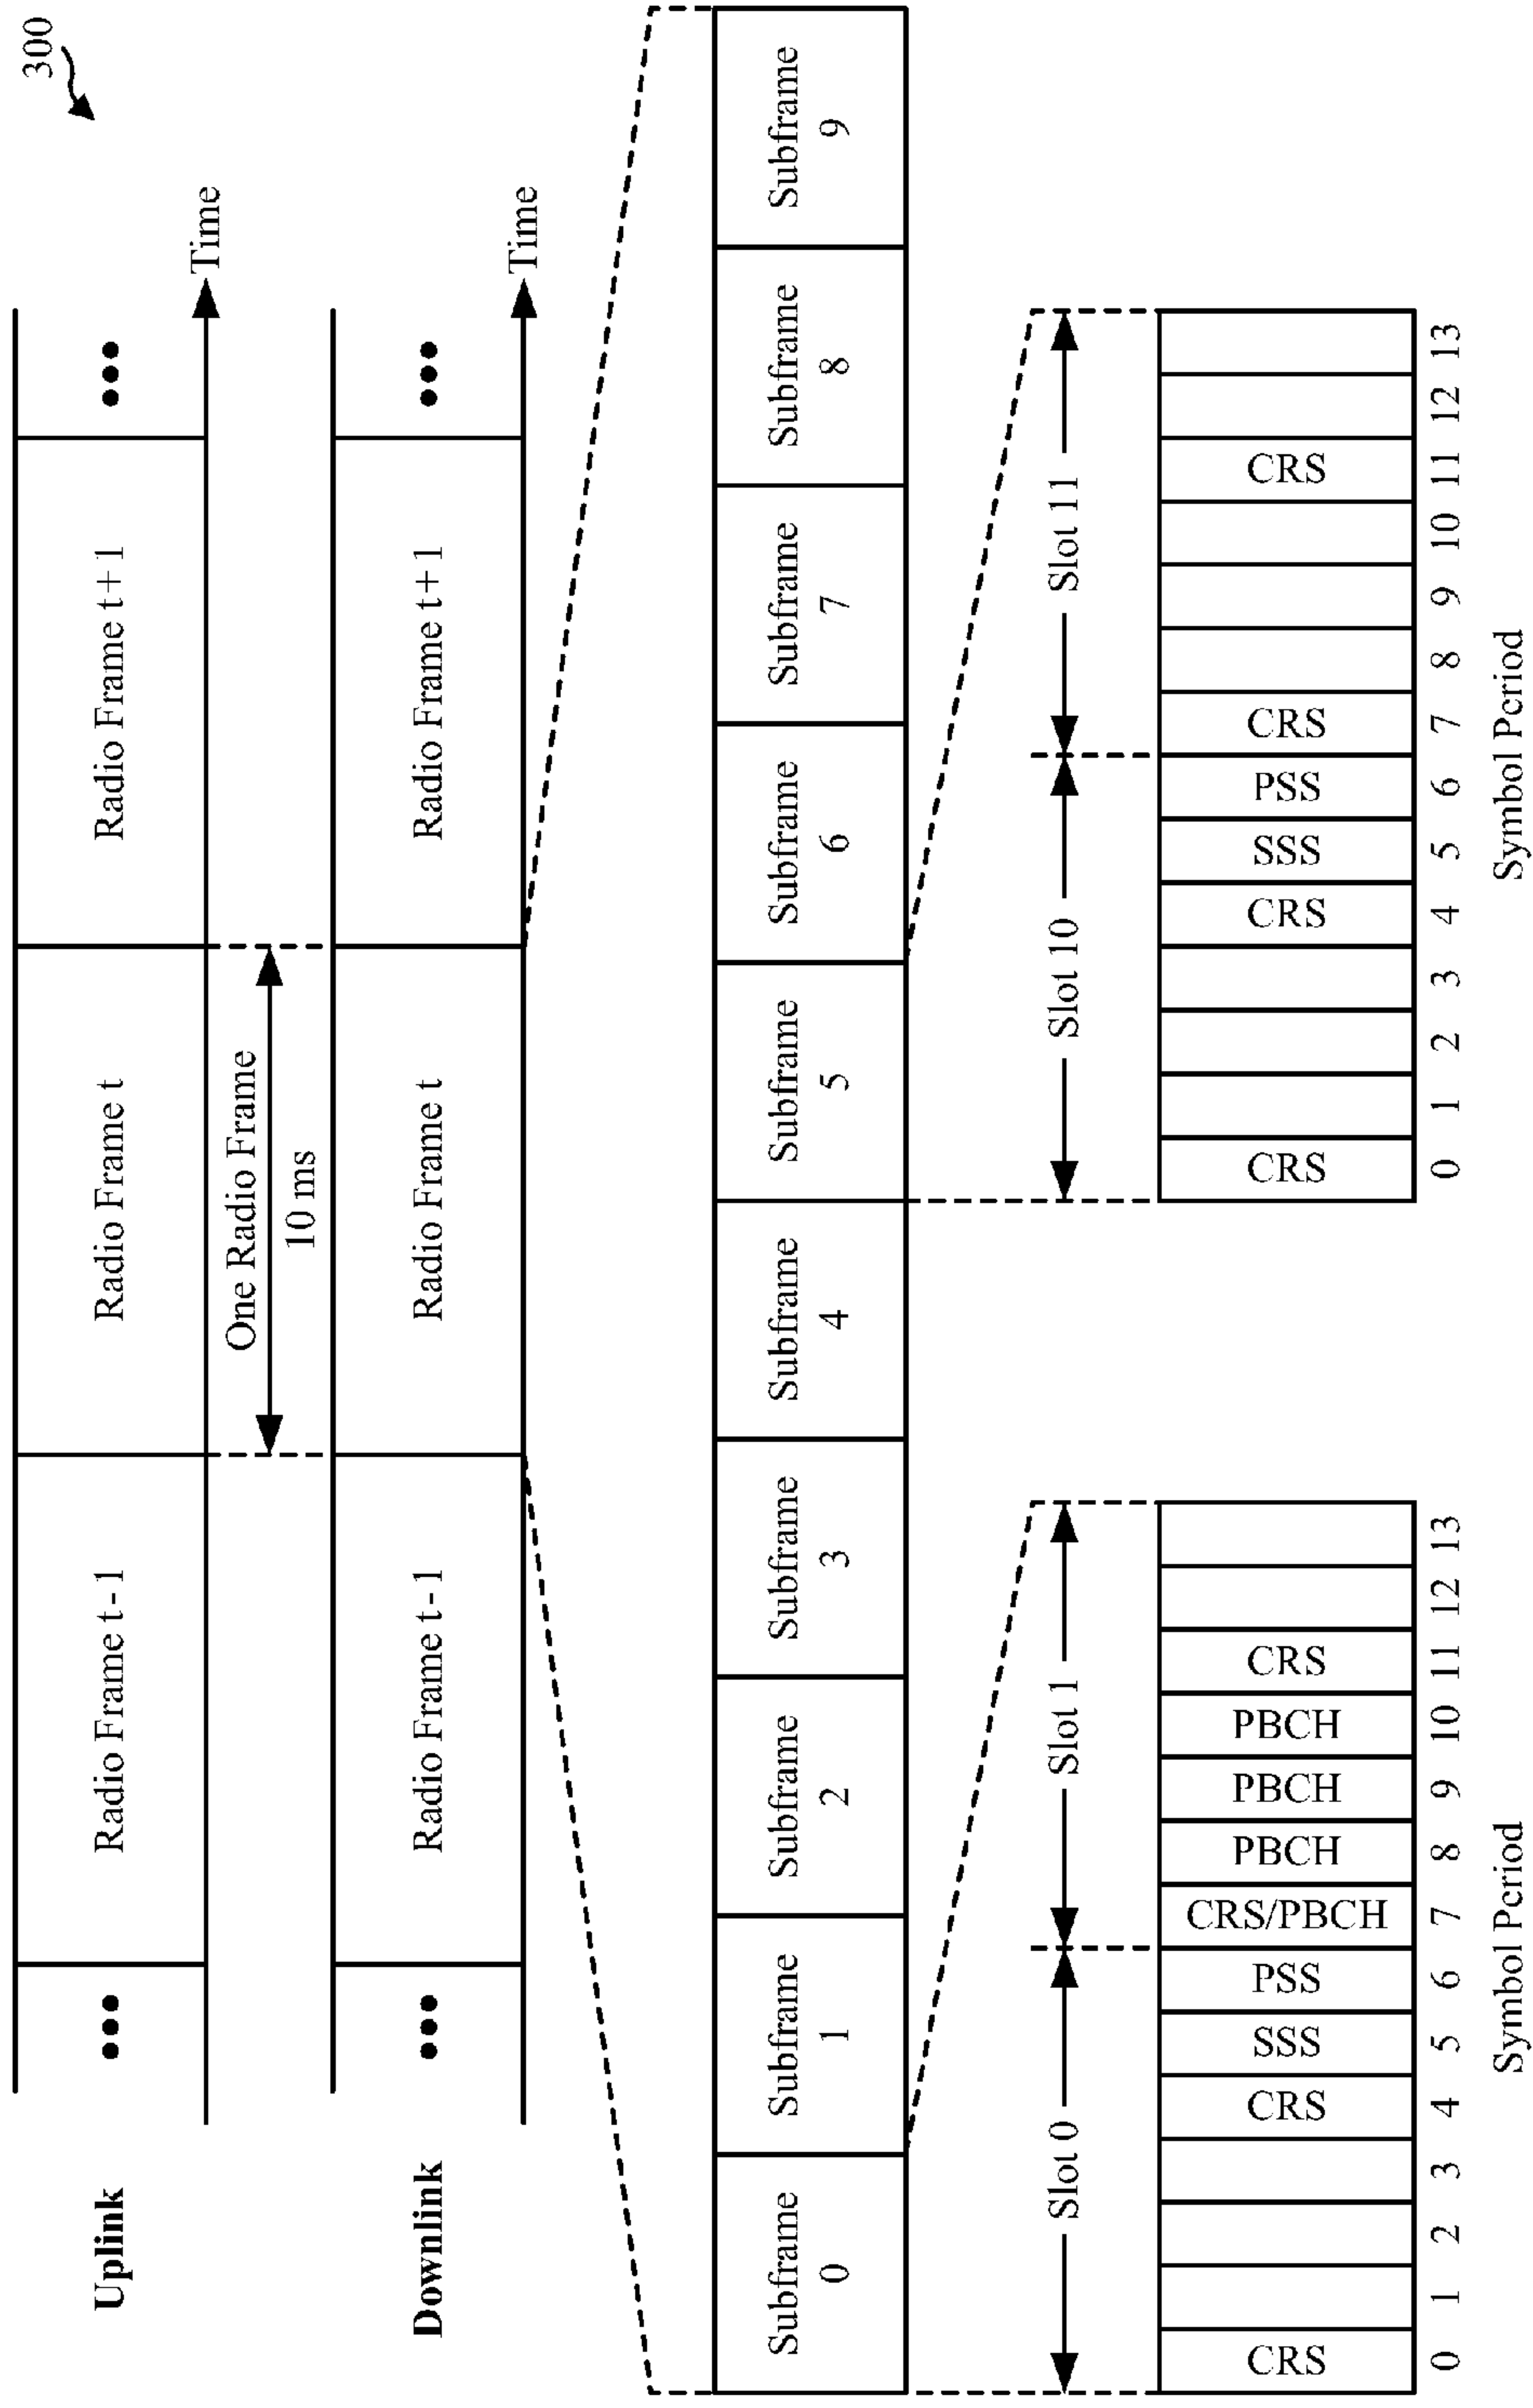 300
Uplink
•••
Radio Frame t-1
Radio Frame t
Radio Frame t+1
•••
Time
One Radio Frame
10 ms
Downlink
•••
Radio Frame t-1
Radio Frame t
Radio Frame t+1
•••
Time
Subframe
0
Subframe
1
Subframe
2
Subframe
3
Subframe
4
Subframe
5
Subframe
6
Subframe
7
Subframe
8
Subframe
9
Slot 0
Slot 1
CRS
CRS
SSS
PSS
CRS/PBCH
PBCH
PBCH
PBCH
CRS
0 1 2 3 4 5 6 7 8 9 10 11 12 13
Symbol Period
Slot 10
Slot 11
CRS
CRS
SSS
PSS
CRS
CRS
0 1 2 3 4 5 6 7 8 9 10 11 12 13
Symbol Period